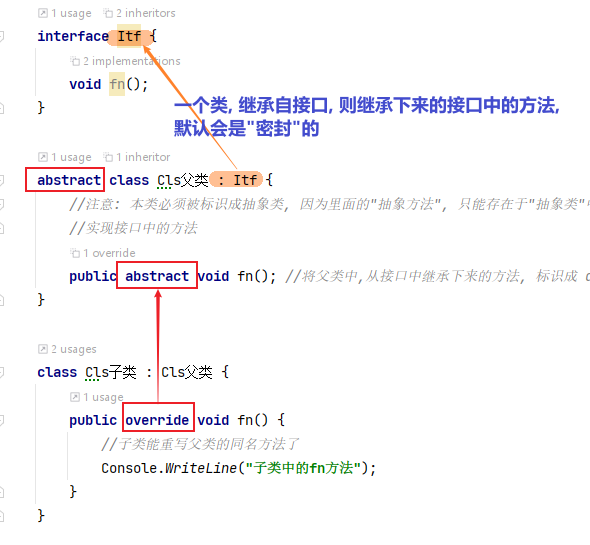 1 usage 2 inheritors
interface Itf {
2 implementations
void fn();
}
一个类, 继承自接口, 则继承下来的接口中的方法,
默认会是"密封"的
1 usage 1 inheritor
abstract class Cls父类 : Itf {
//注意: 本类必须被标识成抽象类, 因为里面的"抽象方法", 只能存在于"抽象类"
//实现接口中的方法
1 override
public abstract void fn(); //将父类中,从接口中继承下来的方法, 标识成
}
2 usages
class Cls子类 : Cls父类 {
1 usage
public override void fn() {
//子类能重写父类的同名方法了
Console.WriteLine("子类中的fn方法");
}
}